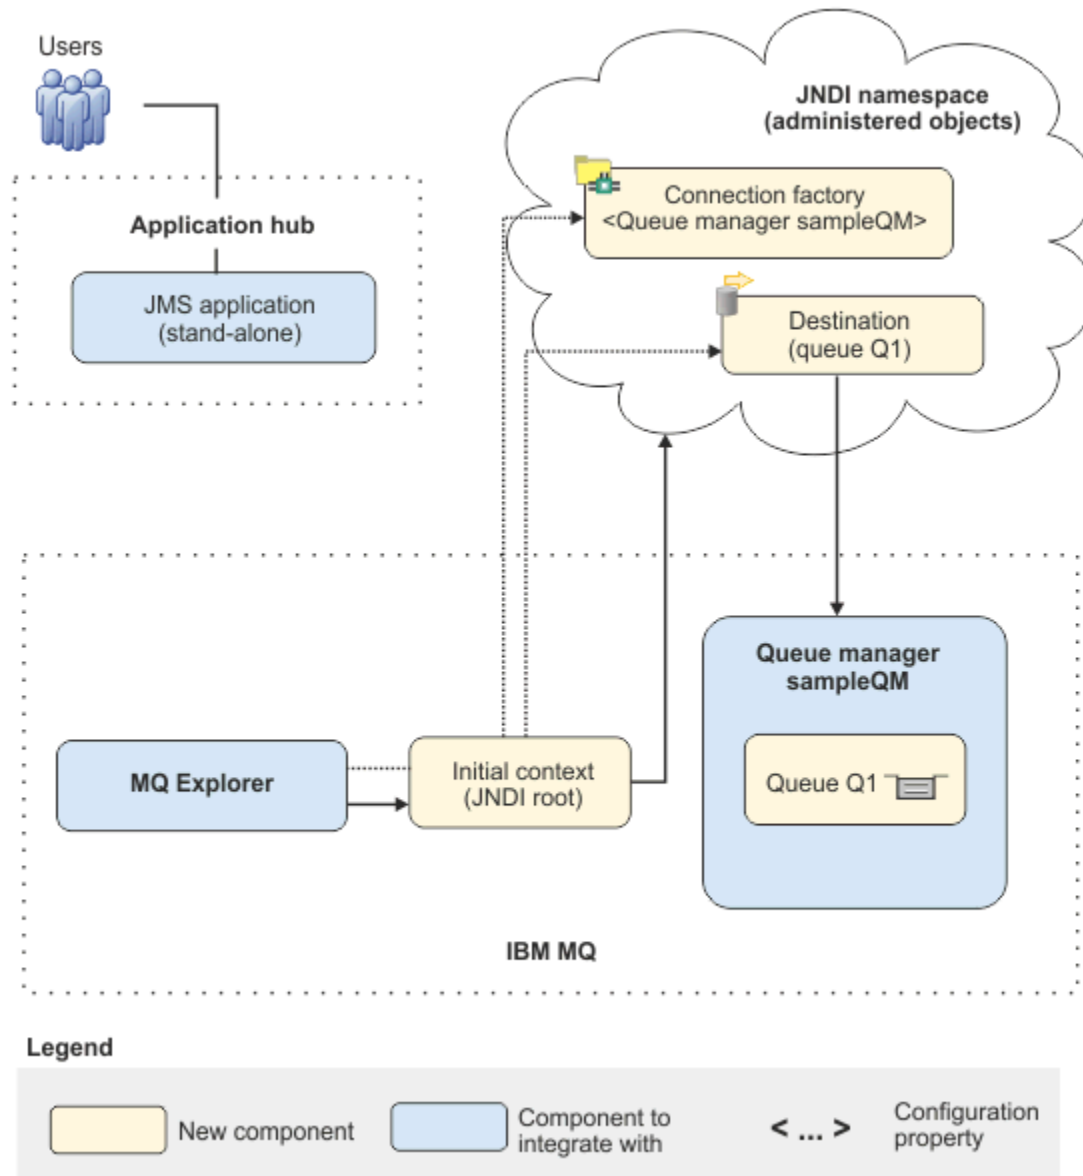 Users
JNDI namespace
(administered objects)
Connection factory
<Queue manager sampleQM>
Application hub
JMS application
(stand-alone)
Destination
(queue Q1)
Queue manager
sampleQM
MQ Explorer
Initial context
(JNDI root)
Queue Q1
IBM MQ
Legend
New component
Component to
integrate with
< ... >
Configuration
property